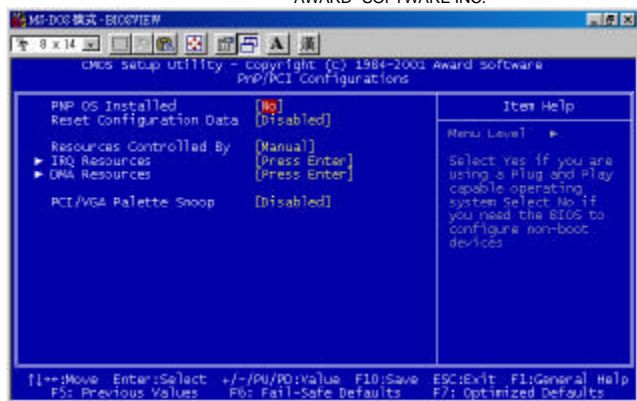 AWARD SOFTWARE INC.
MS-DOS 模式 - BIOSVIEW
8 x 14
A 漢
CMOS Setup Utility - Copyright (C) 1984-2001 Award Software
PnP/PCI Configurations
PNP OS Installed [No]
Reset Configuration Data [Disabled]
Resources Controlled By [Manual]
► IRQ Resources [Press Enter]
► DMA Resources [Press Enter]
PCI/VGA Palette Snoop [Disabled]
Item Help
Menu Level ►
Select Yes if you are
using a Plug and Play
capable operating
system Select No if
you need the BIOS to
configure non-boot
devices
↑↓→←:Move Enter:Select +/-/PU/PD:Value F10:Save ESC:Exit F1:General Help
F5: Previous Values F6: Fail-Safe Defaults F7: Optimized Defaults